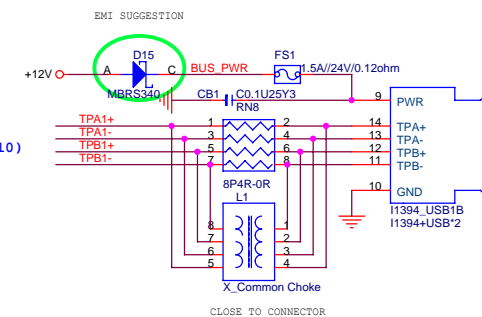 EMI SUGGESTION
D15
FS1
+12V
A
C
BUS_PWR
1.5A//24V/0.12ohm
MBRS340
CB1
C0.1U25Y3
9
PWR
RN8
TPA1+
1
2
14
TPA+
TPA1-
3
4
13
TPA-
TPB1+
5
6
12
TPB+
TPB1-
7
8
11
TPB-
10
GND
8P4R-0R
L1
I1394_USB1B
I1394+USB*2
8
1
7
2
6
3
5
4
X_Common Choke
CLOSE TO CONNECTOR